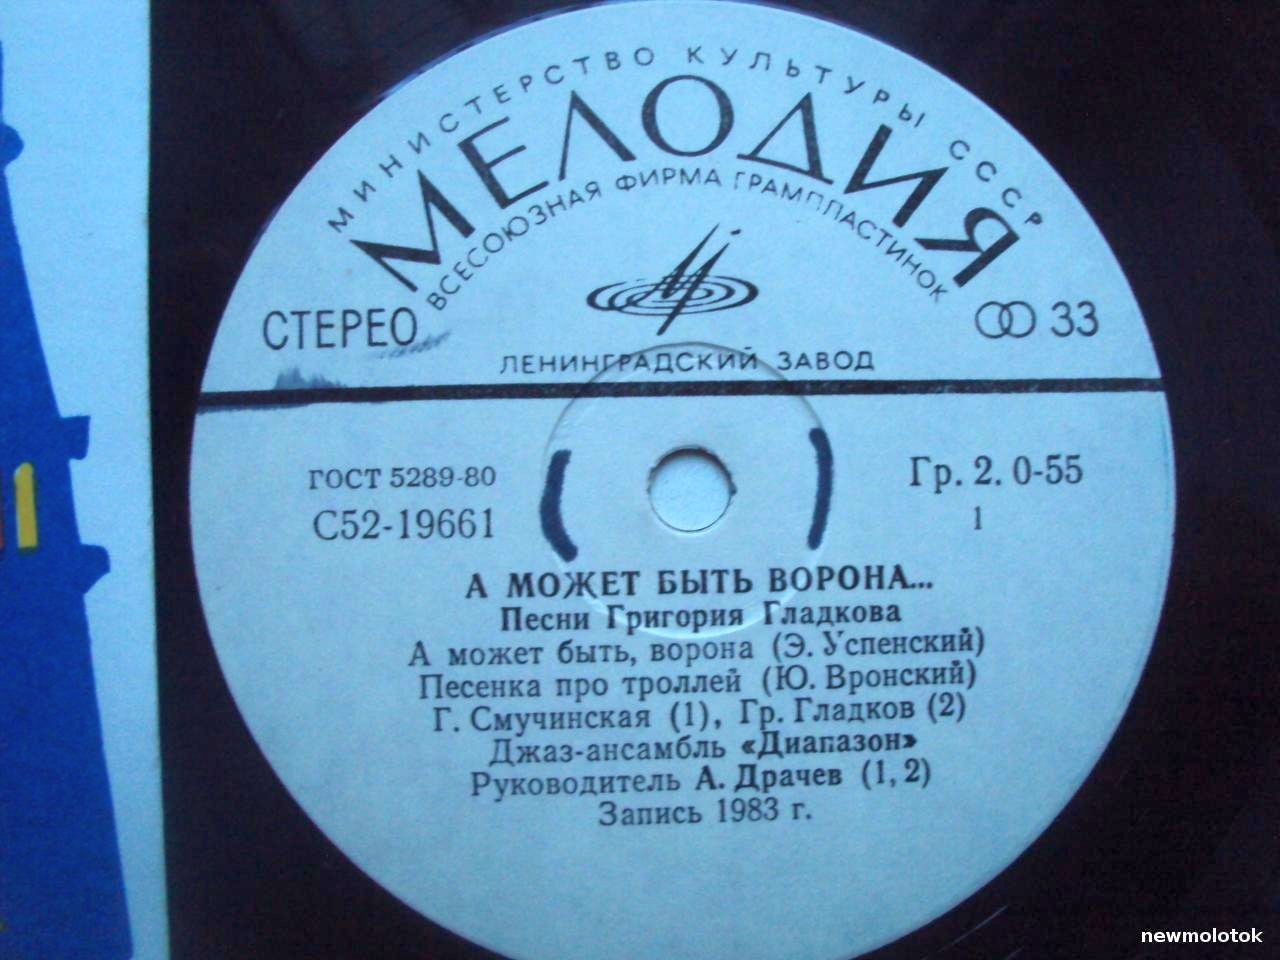 МИНИСТЕРСТВО КУЛЬТУРЫ СССР
МЕЛОДИЯ
ВСЕСОЮЗНАЯ ФИРМА ГРАМПЛАСТИНОК
СТЕРЕО
33
ЛЕНИНГРАДСКИЙ ЗАВОД
ГОСТ 5289-80
Гр. 2. 0-55
С52-19661
1
А МОЖЕТ БЫТЬ ВОРОНА...
Песни Григория Гладкова
А может быть, ворона (Э. Успенский)
Песенка про троллей (Ю. Вронский)
Г. Смучинская (1), Гр. Гладков (2)
Джаз-ансамбль «Диапазон»
Руководитель А. Драчев (1, 2)
Запись 1983 г.
newmolotok